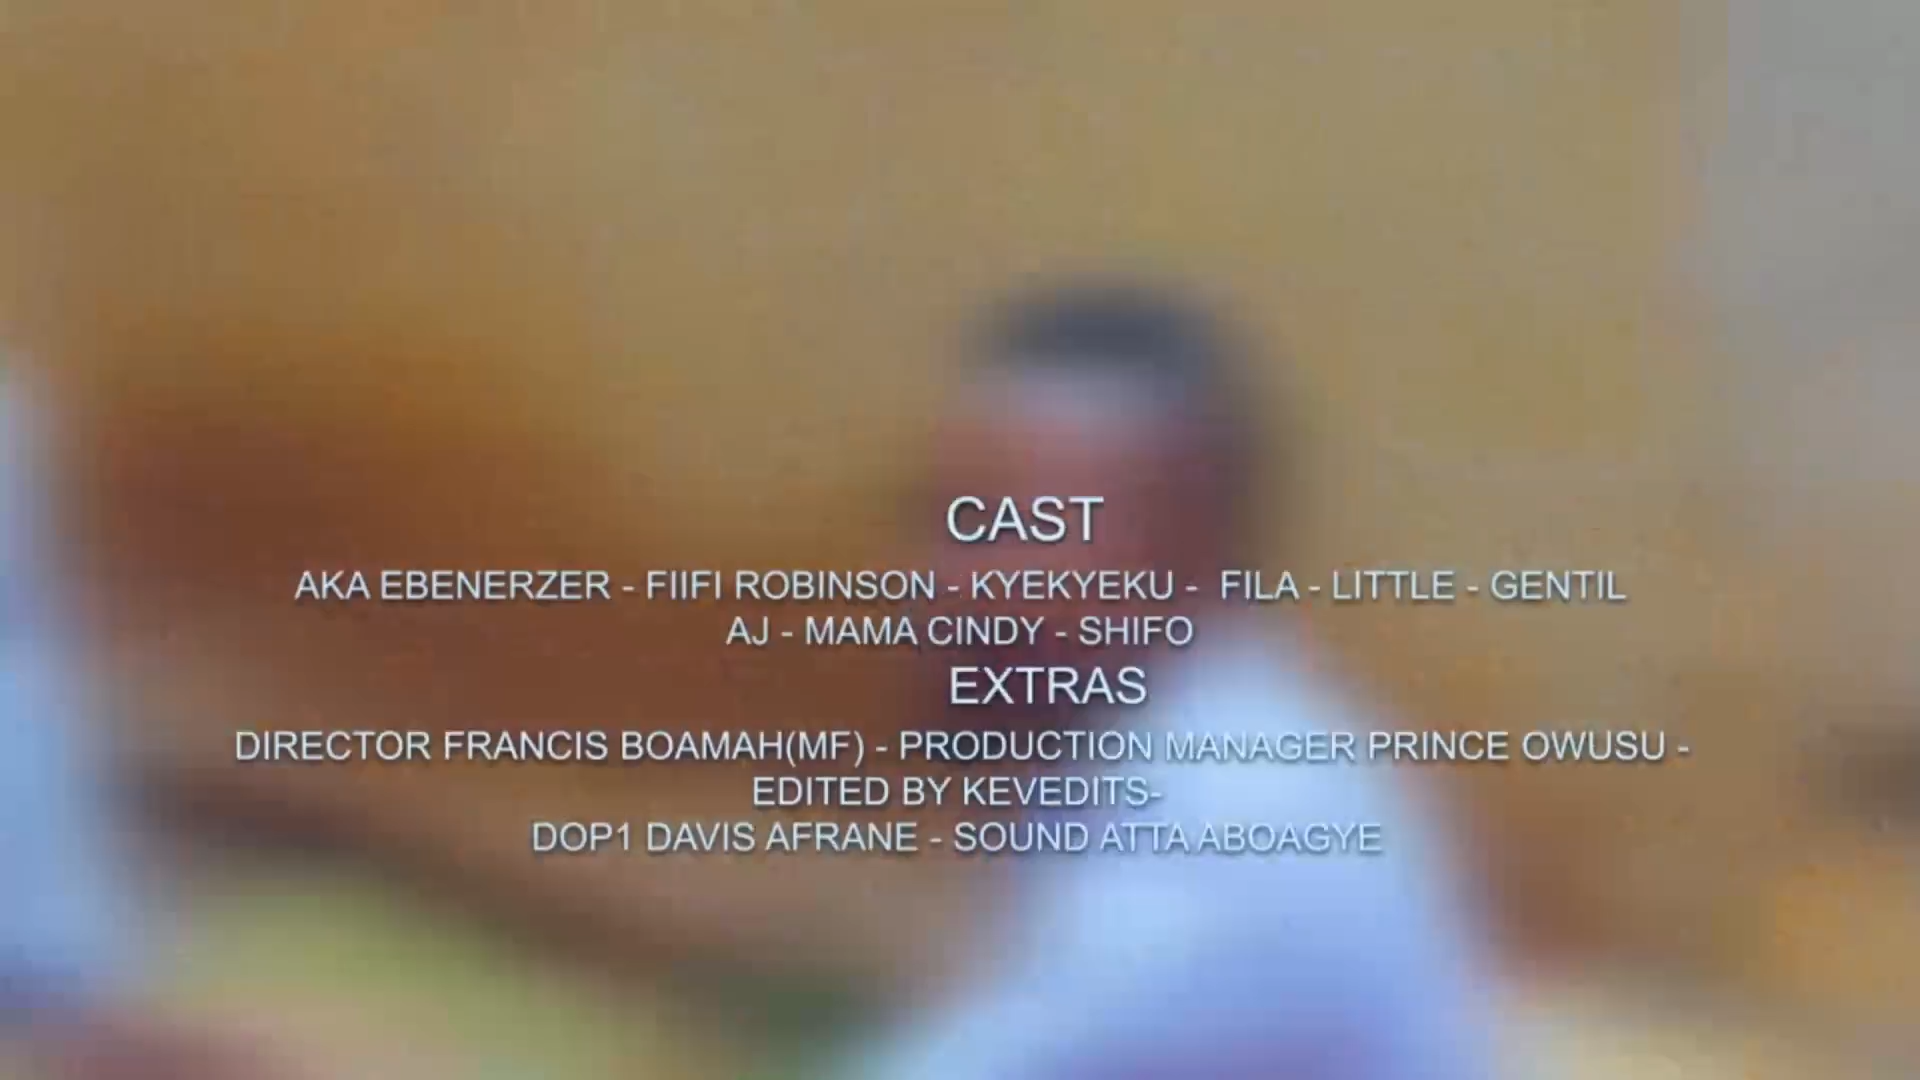 CAST
AKA EBENERZER - FIIFI ROBINSON - KYEKYEKU - FILA - LITTLE - GENTIL
AJ - MAMA CINDY - SHIFO
EXTRAS
DIRECTOR FRANCIS BOAMAH(MF) - PRODUCTION MANAGER PRINCE OWUSU -
EDITED BY KEVEDITS-
DOP1 DAVIS AFRANE - SOUND ATTA ABOAGYE